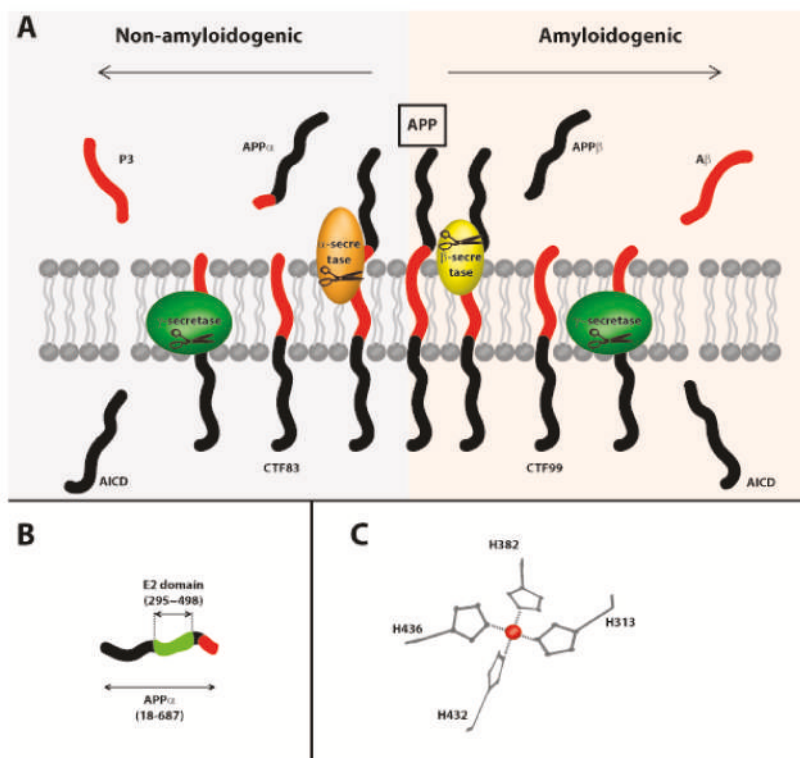 A
Non-amyloidogenic
Amyloidogenic
APP
P3
APPα
APPβ
Aβ
α-secre
tase
β-secre
tase
-secretase
-secretase
CTF83
CTF99
AICD
AICD
B
E2 domain
(295–498)
APPα
(18-687)
C
H382
H313
H436
H432